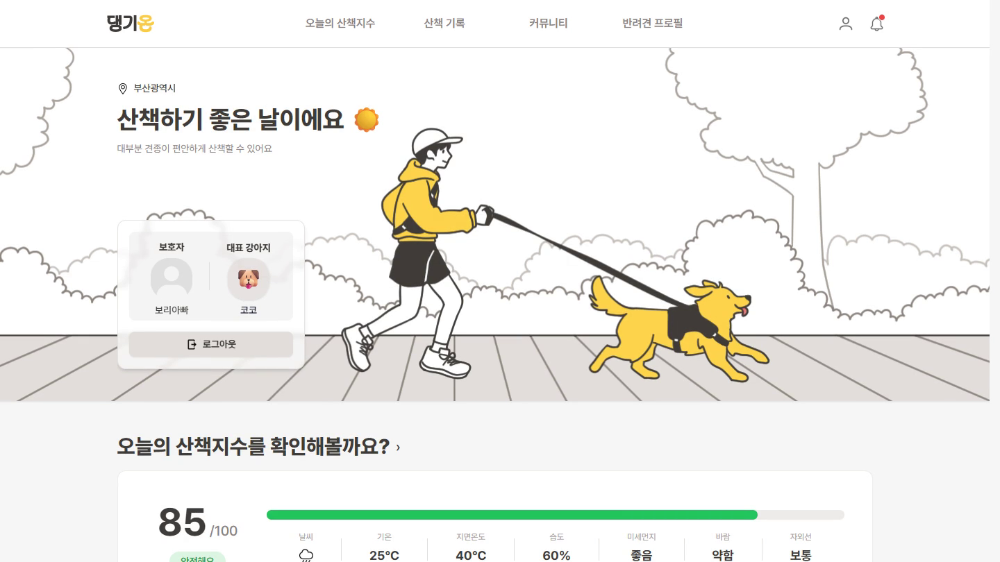 댕기온
오늘의 산책지수
산책 기록
커뮤니티
반려견 프로필
부산광역시
산책하기 좋은 날이에요
대부분 견종이 편안하게 산책할 수 있어요
보호자
대표 강아지
보리아빠
코코
로그아웃
오늘의 산책지수를 확인해볼까요? ›
85/100
안전해요
날씨
기온
지면온도
습도
미세먼지
바람
자외선
25°C
40°C
60%
좋음
약함
보통